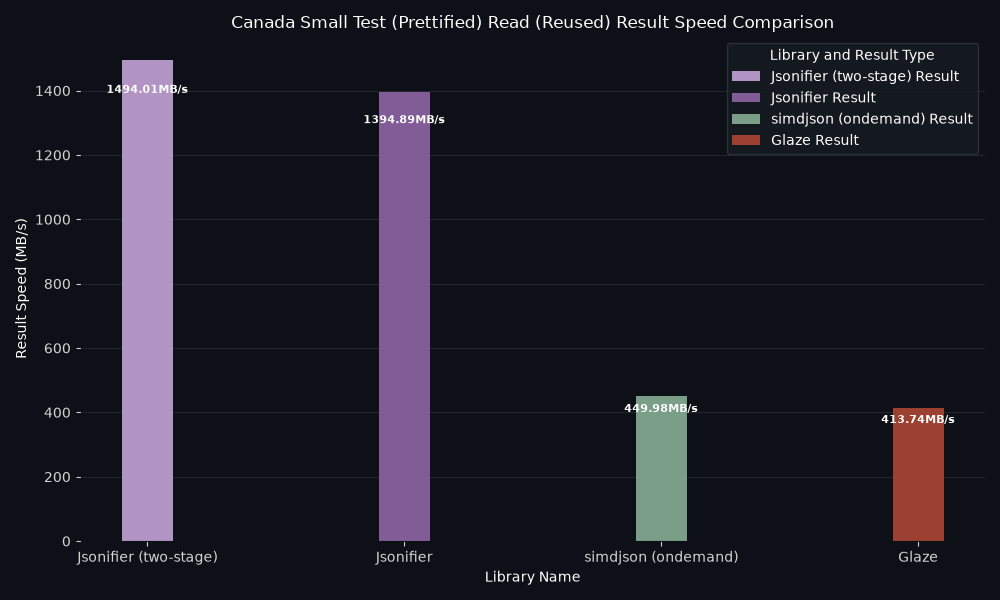 Canada Small Test (Prettified) Read (Reused) Result Speed Comparison
Library and Result Type
Jsonifier (two-stage) Result
Jsonifier Result
simdjson (ondemand) Result
Glaze Result
Result Speed (MB/s)
1400
1200
1000
800
600
400
200
0
1494.01MB/s
1394.89MB/s
449.98MB/s
413.74MB/s
Jsonifier (two-stage)
Jsonifier
simdjson (ondemand)
Glaze
Library Name